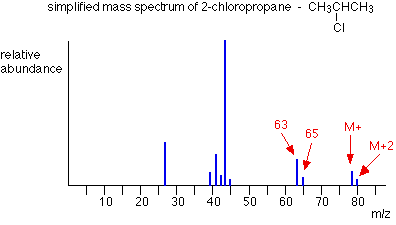 simplified mass spectrum of 2-chloropropane - CH3CHCH3
Cl
relative
abundance
63
65
M+
M+2
10 20 30 40 50 60 70 80
m/z